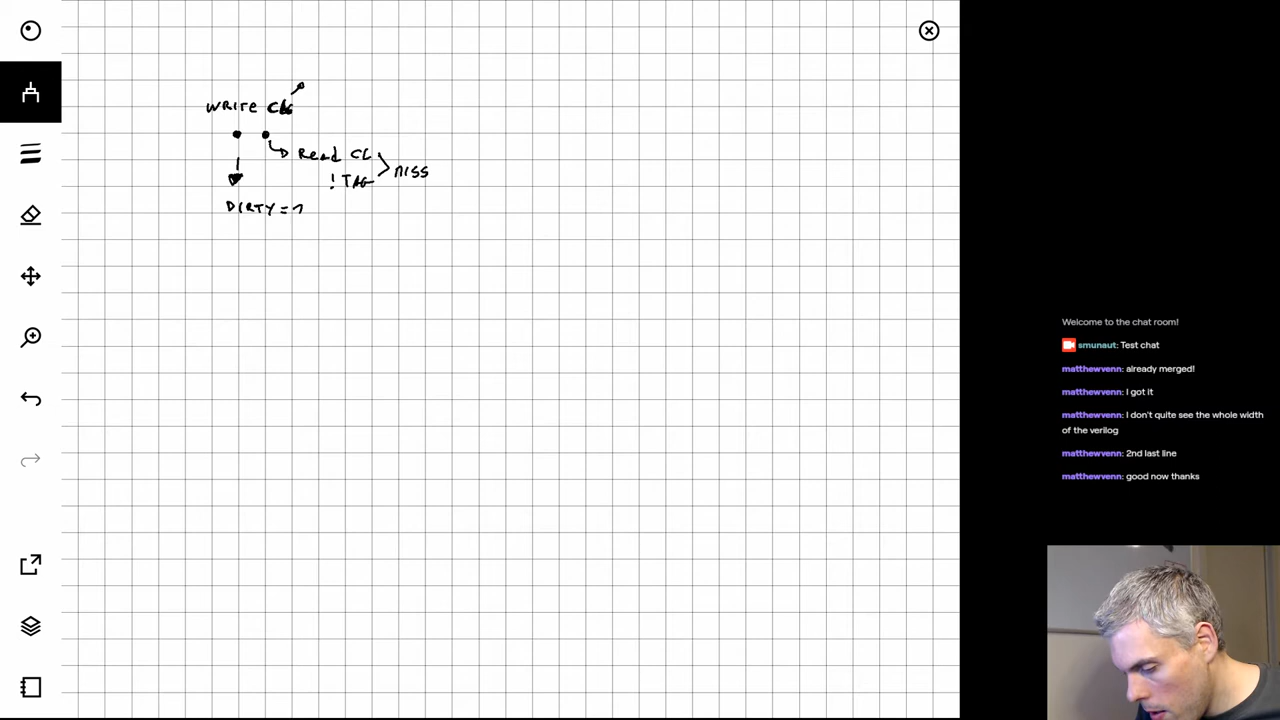 WRITE
Read CL
! TAG
MISS
DIRTY = 1
Welcome to the chat room!
smunaut: Test chat
matthewvenn: already merged!
matthewvenn: I got it
matthewvenn: I don't quite see the whole width
of the verilog
matthewvenn: 2nd last line
matthewvenn: good now thanks